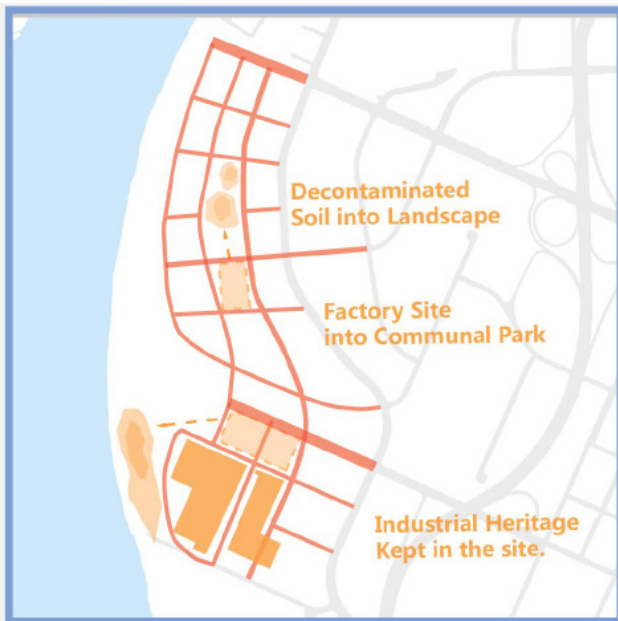 Decontaminated
Soil into Landscape
Factory Site
into Communal Park
Industrial Heritage
Kept in the site.